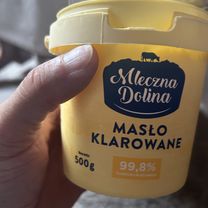 Mleczna
Dolina
MASŁO
KLAROWANE
500g
99,8%